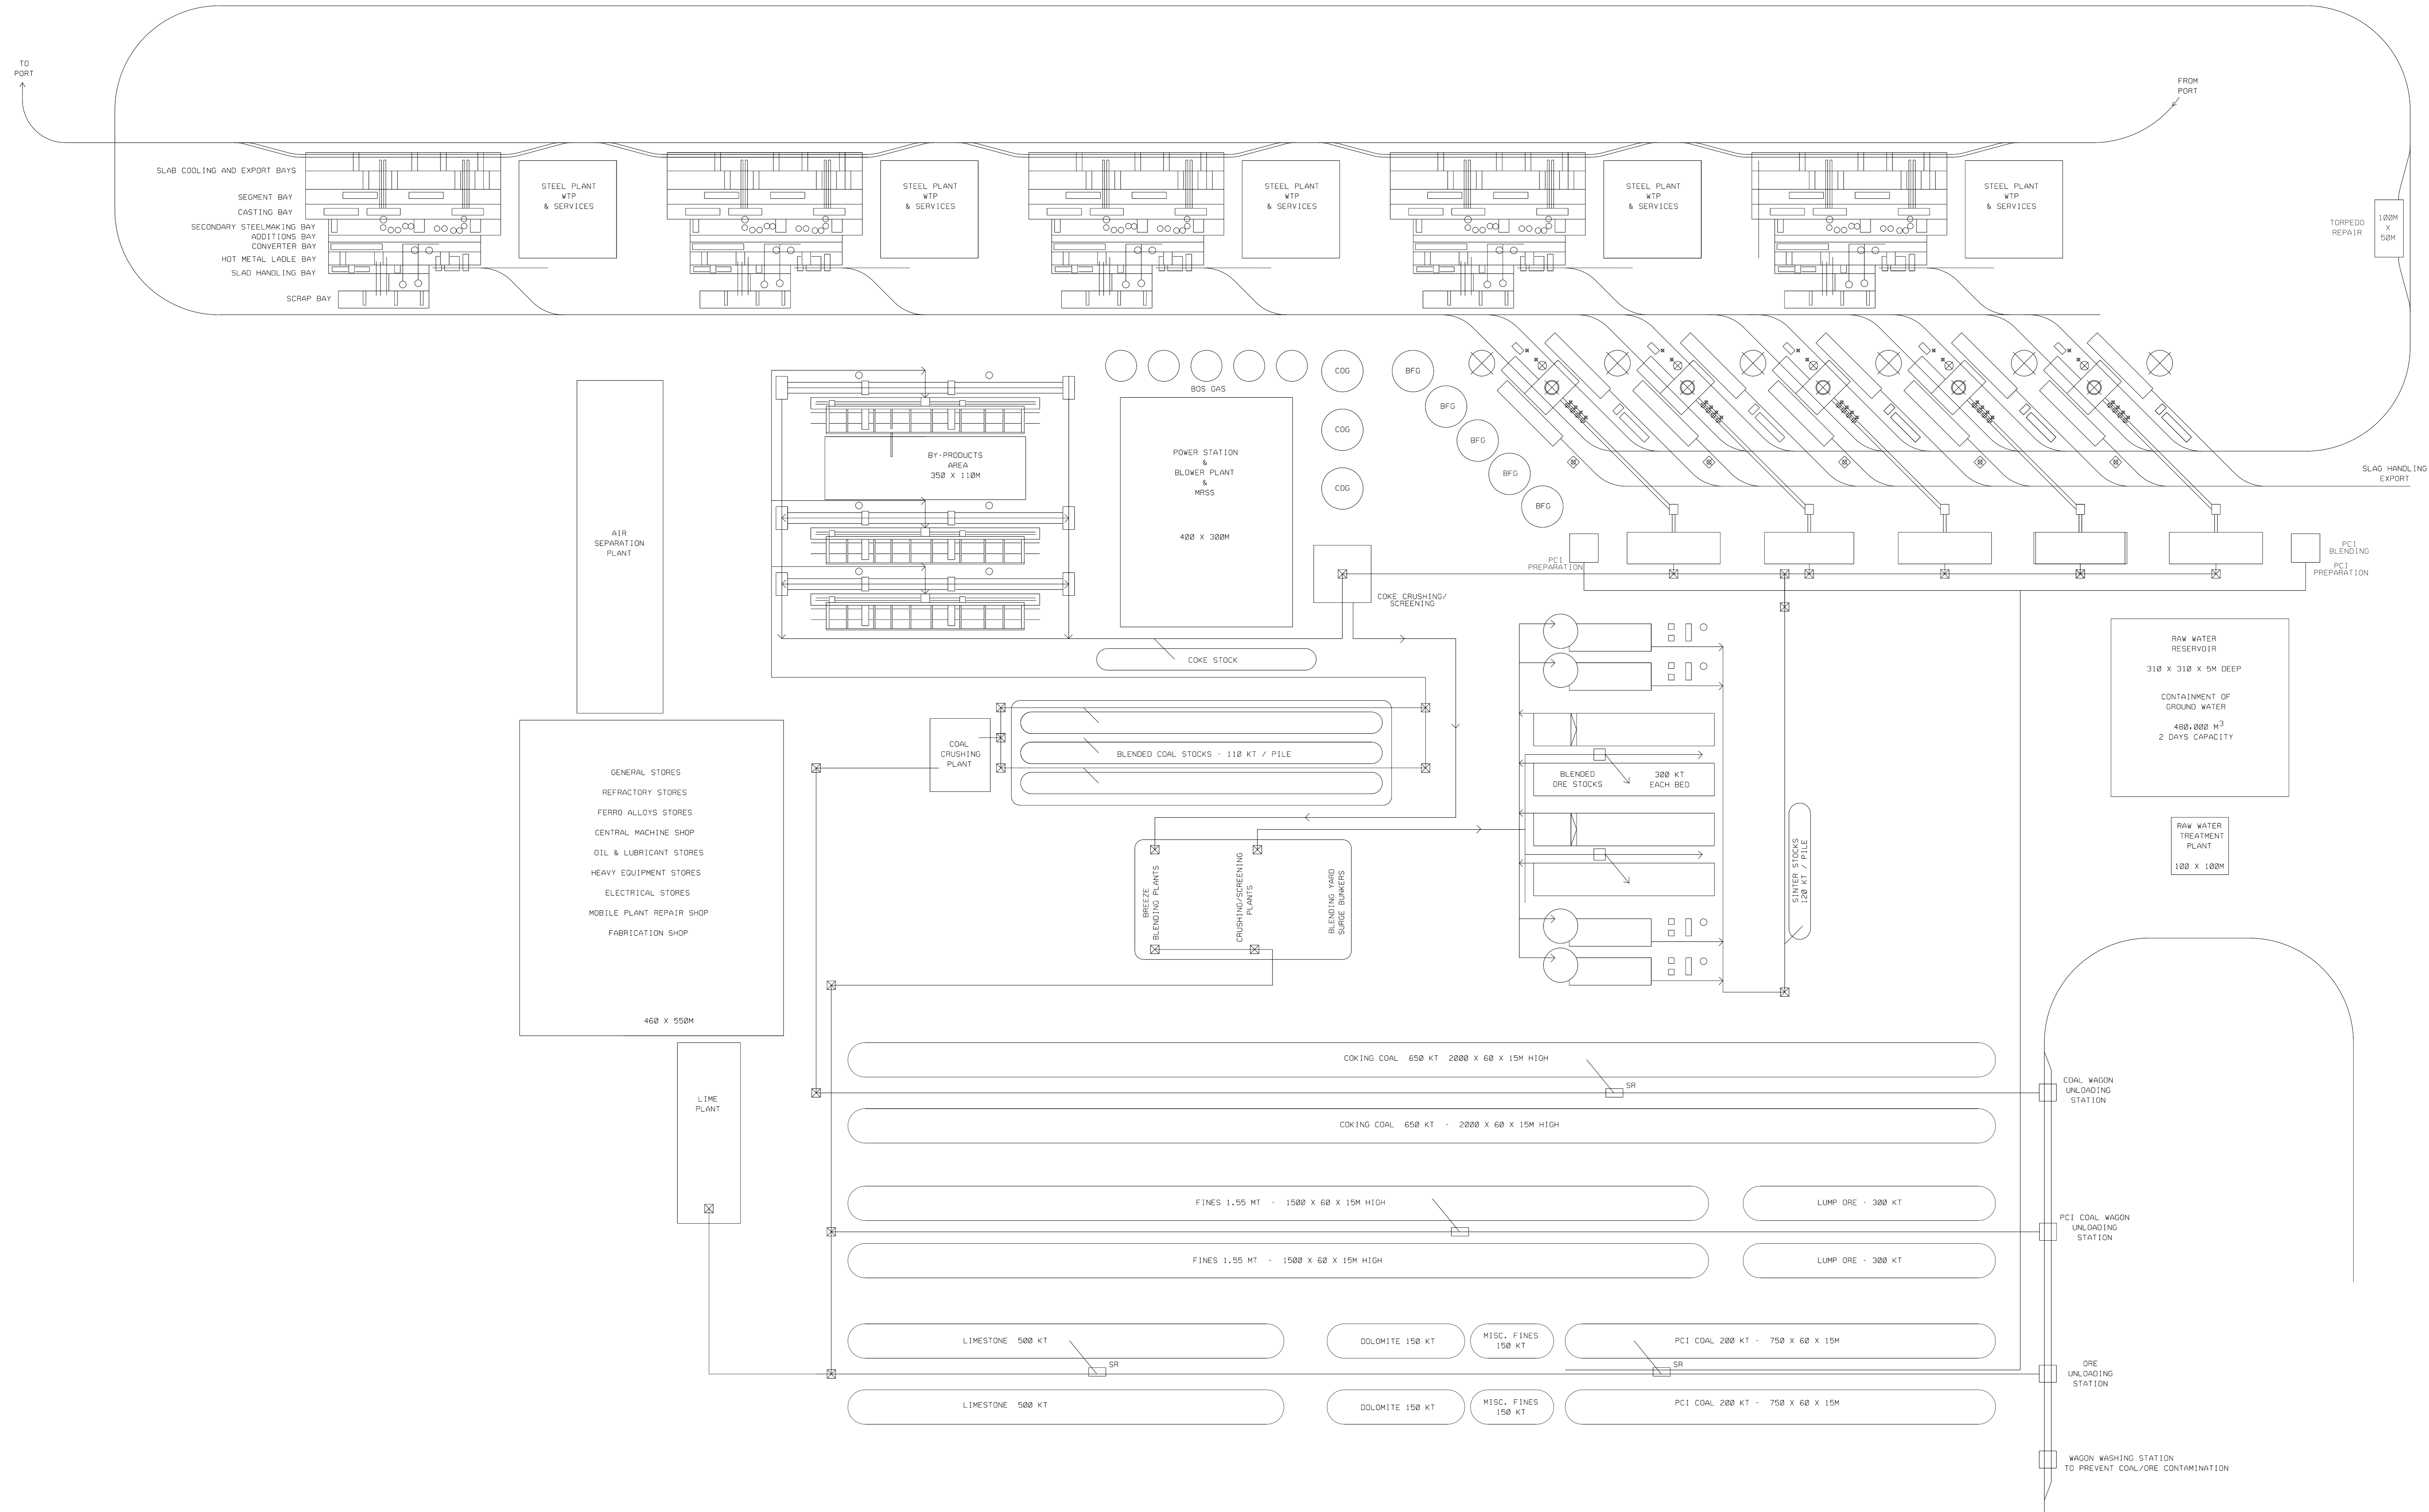 TO
PORT
FROM
PORT
SLAB COOLING AND EXPORT BAYS
SEGMENT BAY
CASTING BAY
SECONDARY STEELMAKING BAY
ADDITIONS BAY
CONVERTER BAY
HOT METAL LADLE BAY
SLAD HANDLING BAY
SCRAP BAY
STEEL PLANT
WTP
& SERVICES
STEEL PLANT
WTP
& SERVICES
STEEL PLANT
WTP
& SERVICES
STEEL PLANT
WTP
& SERVICES
STEEL PLANT
WTP
& SERVICES
TORPEDO
REPAIR
100M
X
50M
BOS GAS
COG
COG
COG
BFG
BFG
BFG
BFG
BFG
SLAG HANDLING
EXPORT
BY-PRODUCTS
AREA
350 X 110M
POWER STATION
&
BLOWER PLANT
&
MRSS
400 X 300M
AIR
SEPARATION
PLANT
PCI
PREPARATION
PCI
BLENDING
PCI
PREPARATION
COKE CRUSHING/
SCREENING
COKE STOCK
RAW WATER
RESERVOIR
310 X 310 X 5M DEEP
CONTAINMENT OF
GROUND WATER
480.000 M3
2 DAYS CAPACITY
COAL
CRUSHING
PLANT
BLENDED COAL STOCKS - 110 KT / PILE
BLENDED
ORE STOCKS
300 KT
EACH BED
GENERAL STORES
REFRACTORY STORES
FERRO ALLOYS STORES
CENTRAL MACHINE SHOP
OIL & LUBRICANT STORES
HEAVY EQUIPMENT STORES
ELECTRICAL STORES
MOBILE PLANT REPAIR SHOP
FABRICATION SHOP
460 X 550M
RAW WATER
TREATMENT
PLANT
100 X 100M
BREEZE
BLENDING PLANTS
CRUSHING/SCREENING
PLANTS
BLENDING YARD
SURGE BUNKERS
SINTER STOCKS
120 KT / PILE
LIME
PLANT
COKING COAL 650 KT 2000 X 60 X 15M HIGH
SR
COAL WAGON
UNLOADING
STATION
COKING COAL 650 KT - 2000 X 60 X 15M HIGH
FINES 1.55 MT - 1500 X 60 X 15M HIGH
LUMP ORE - 300 KT
PCI COAL WAGON
UNLOADING
STATION
FINES 1.55 MT - 1500 X 60 X 15M HIGH
LUMP ORE - 300 KT
LIMESTONE 500 KT
DOLOMITE 150 KT
MISC. FINES
150 KT
PCI COAL 200 KT - 750 X 60 X 15M
SR
SR
ORE
UNLOADING
STATION
LIMESTONE 500 KT
DOLOMITE 150 KT
MISC. FINES
150 KT
PCI COAL 200 KT - 750 X 60 X 15M
WAGON WASHING STATION
TO PREVENT COAL/ORE CONTAMINATION